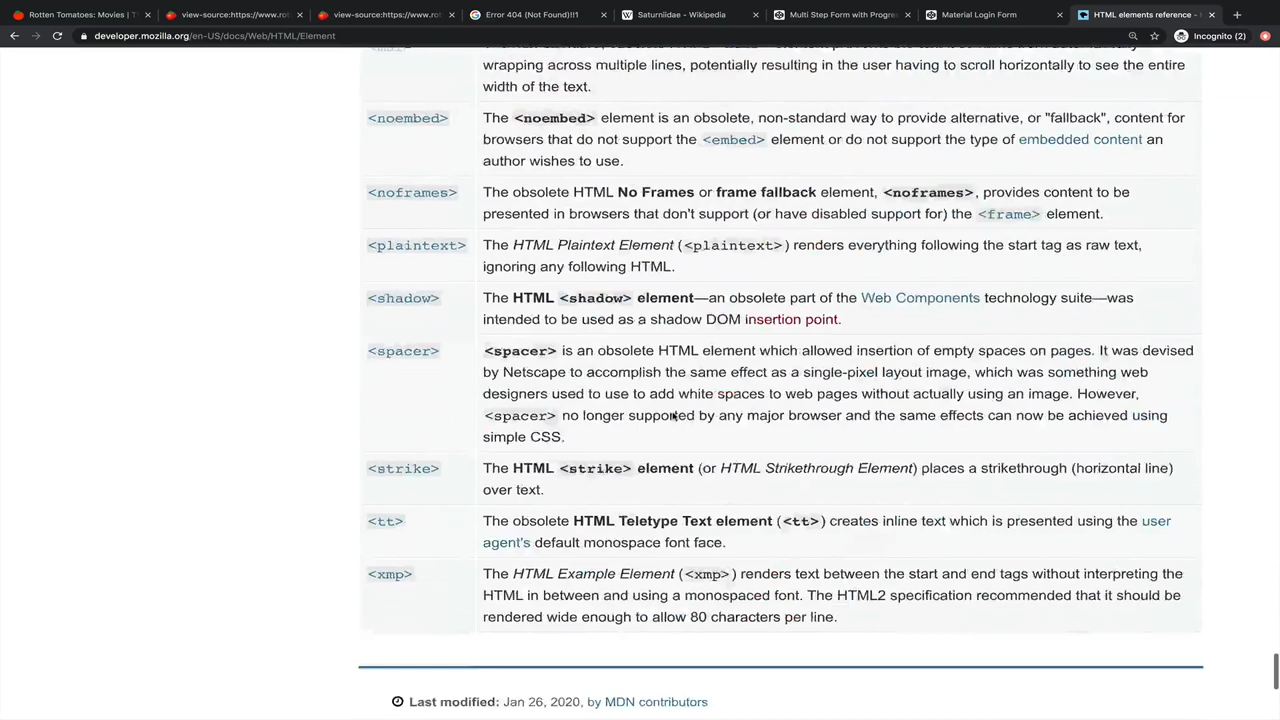 Rotten Tomatoes: Movies | T
view-source:https://www.rot
view-source:https://www.rot
Error 404 (Not Found)!!1
Saturniidae - Wikipedia
Multi Step Form with Progre
Material Login Form
HTML elements reference -
developer.mozilla.org/en-US/docs/Web/HTML/Element
Incognito (2)
wrapping across multiple lines, potentially resulting in the user having to scroll horizontally to see the entire
width of the text.
<noembed>
The <noembed> element is an obsolete, non-standard way to provide alternative, or "fallback", content for
browsers that do not support the <embed> element or do not support the type of embedded content an
author wishes to use.
<noframes>
The obsolete HTML No Frames or frame fallback element, <noframes>, provides content to be
presented in browsers that don't support (or have disabled support for) the <frame> element.
<plaintext>
The HTML Plaintext Element (<plaintext>) renders everything following the start tag as raw text,
ignoring any following HTML.
<shadow>
The HTML <shadow> element—an obsolete part of the Web Components technology suite—was
intended to be used as a shadow DOM insertion point.
<spacer>
<spacer> is an obsolete HTML element which allowed insertion of empty spaces on pages. It was devised
by Netscape to accomplish the same effect as a single-pixel layout image, which was something web
designers used to use to add white spaces to web pages without actually using an image. However,
<spacer> no longer supported by any major browser and the same effects can now be achieved using
simple CSS.
<strike>
The HTML <strike> element (or HTML Strikethrough Element) places a strikethrough (horizontal line)
over text.
<tt>
The obsolete HTML Teletype Text element (<tt>) creates inline text which is presented using the user
agent's default monospace font face.
<xmp>
The HTML Example Element (<xmp>) renders text between the start and end tags without interpreting the
HTML in between and using a monospaced font. The HTML2 specification recommended that it should be
rendered wide enough to allow 80 characters per line.
Last modified: Jan 26, 2020, by MDN contributors